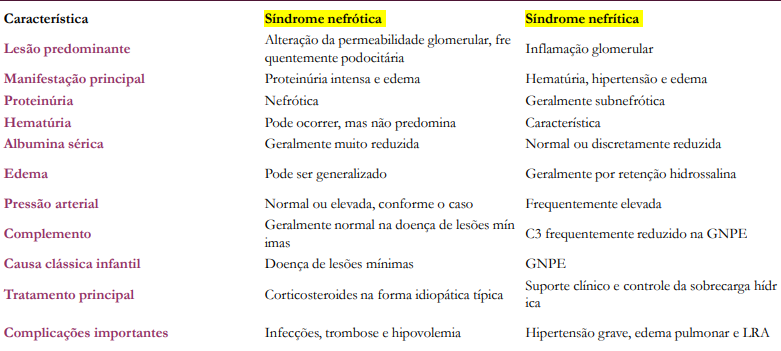 Característica Síndrome nefrótica Síndrome nefrítica
Lesão predominante Alteração da permeabilidade glomerular, fre
quentemente podocitária Inflamação glomerular
Manifestação principal Proteinúria intensa e edema Hematúria, hipertensão e edema
Proteinúria Nefrótica Geralmente subnefrótica
Hematúria Pode ocorrer, mas não predomina Característica
Albumina sérica Geralmente muito reduzida Normal ou discretamente reduzida
Edema Pode ser generalizado Geralmente por retenção hidrossalina
Pressão arterial Normal ou elevada, conforme o caso Frequentemente elevada
Complemento Geralmente normal na doença de lesões mín
imas C3 frequentemente reduzido na GNPE
Causa clássica infantil Doença de lesões mínimas GNPE
Tratamento principal Corticosteroides na forma idiopática típica Suporte clínico e controle da sobrecarga hídr
ica
Complicações importantes Infecções, trombose e hipovolemia Hipertensão grave, edema pulmonar e LRA